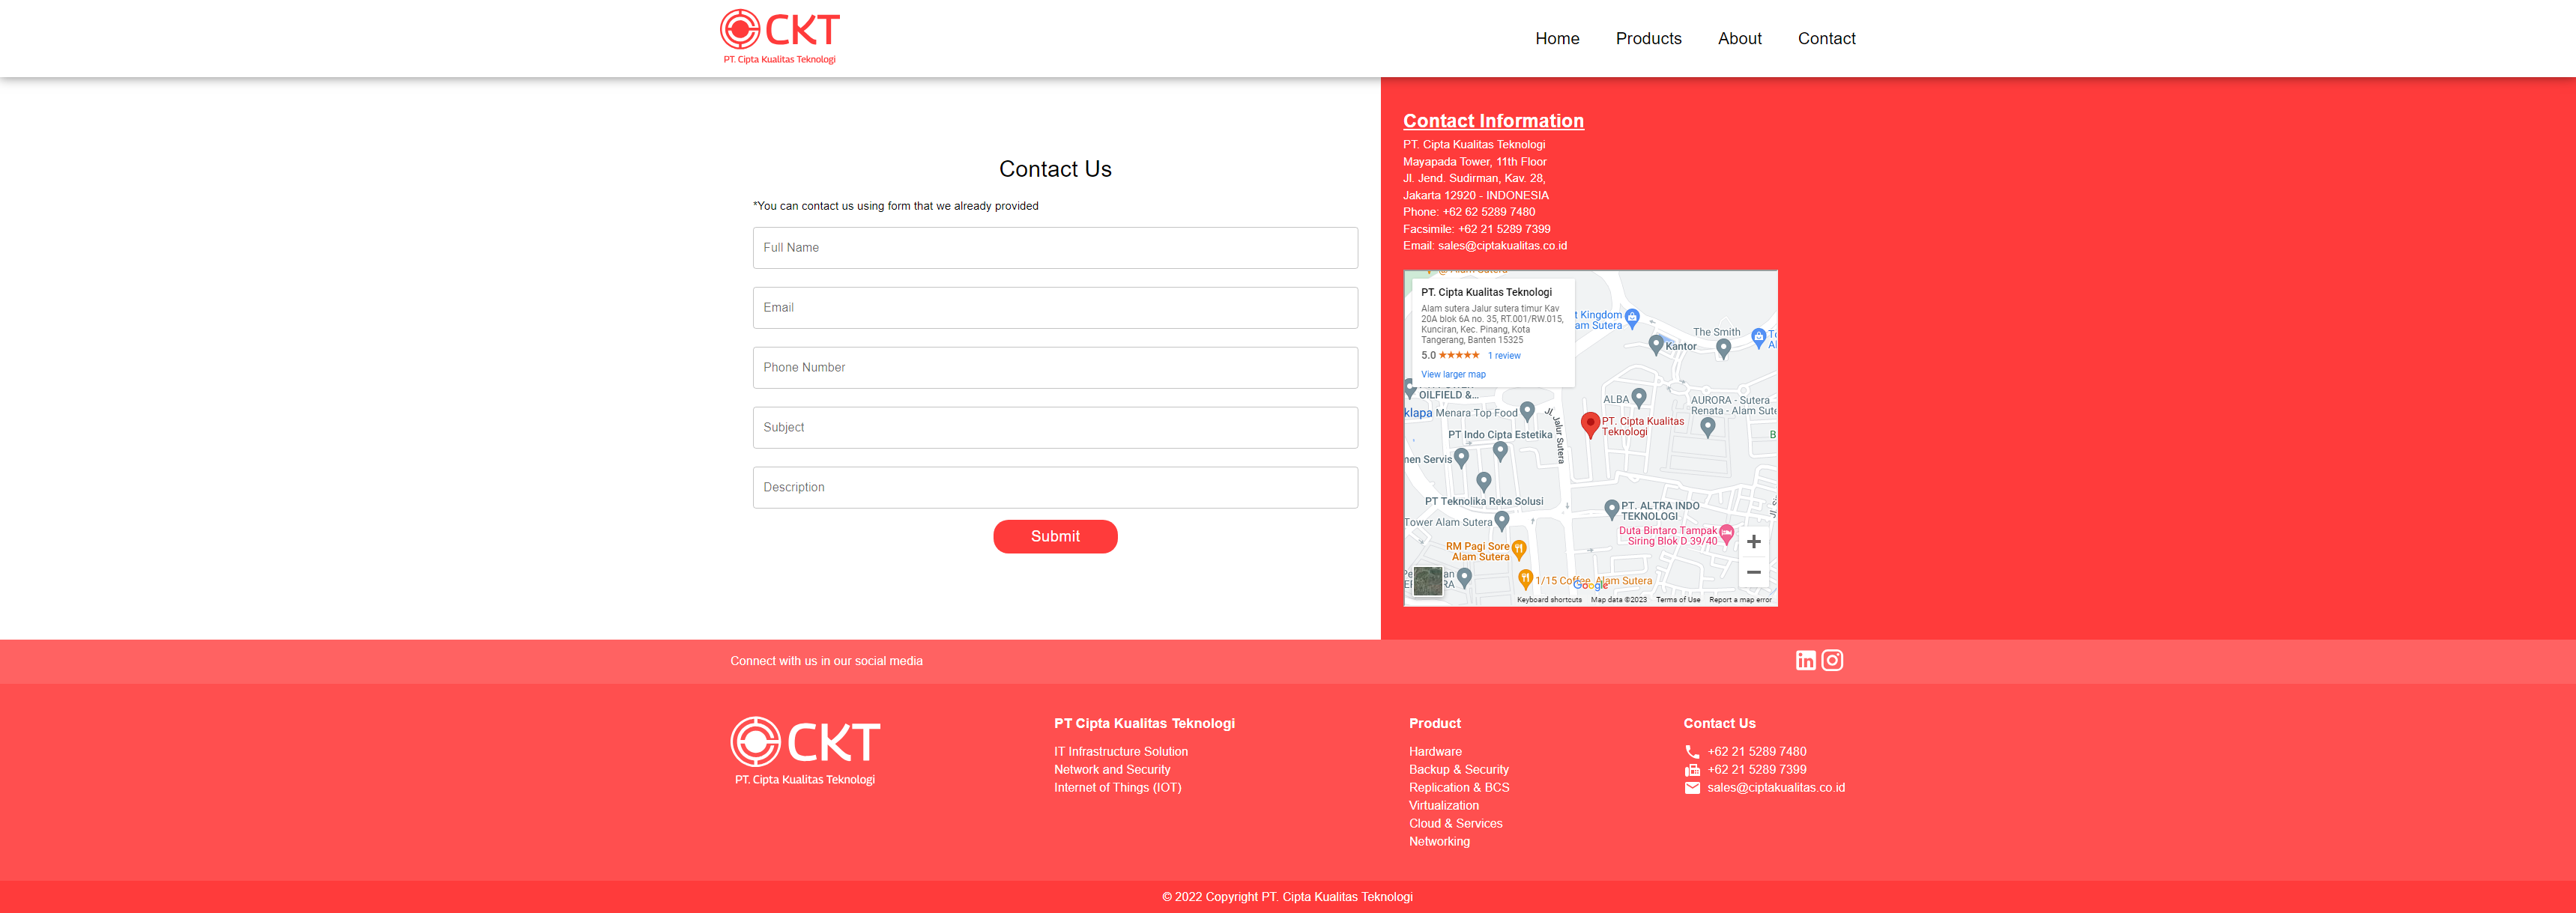 CKT
PT. Cipta Kualitas Teknologi
Home
Products
About
Contact
Contact Us
*You can contact us using form that we already provided
Full Name
Email
Phone Number
Subject
Description
Submit
Contact Information
PT. Cipta Kualitas Teknologi
Mayapada Tower, 11th Floor
Jl. Jend. Sudirman, Kav. 28,
Jakarta 12920 - INDONESIA
Phone: +62 62 5289 7480
Facsimile: +62 21 5289 7399
Email: sales@ciptakualitas.co.id
PT. Cipta Kualitas Teknologi
Alam sutera Jalur sutera timur Kav
20A blok 6A no. 35, RT.001/RW.015,
Kunciran, Kec. Pinang, Kota
Tangerang, Banten 15325
5.0 ★★★★★ 1 review
View larger map
t Kingdom
am Sutera
The Smith
Kantor
OILFIELD &...
klapa
Menara Top Food
Jl. Jalur Sutera
ALBA
AURORA - Sutera
Renata - Alam Sute
PT. Cipta Kualitas
Teknologi
PT Indo Cipta Estetika
men Servis
PT Teknolika Reka Solusi
Tower Alam Sutera
PT. ALTRA INDO
TEKNOLOGI
Duta Bintaro Tampak
Siring Blok D 39/40
RM Pagi Sore
Alam Sutera
1/15 Coffee, Alam Sutera
Google
Keyboard shortcuts
Map data ©2023
Terms of Use
Report a map error
Connect with us in our social media
in
CKT
PT. Cipta Kualitas Teknologi
PT Cipta Kualitas Teknologi
IT Infrastructure Solution
Network and Security
Internet of Things (IOT)
Product
Hardware
Backup & Security
Replication & BCS
Virtualization
Cloud & Services
Networking
Contact Us
+62 21 5289 7480
+62 21 5289 7399
sales@ciptakualitas.co.id
© 2022 Copyright PT. Cipta Kualitas Teknologi